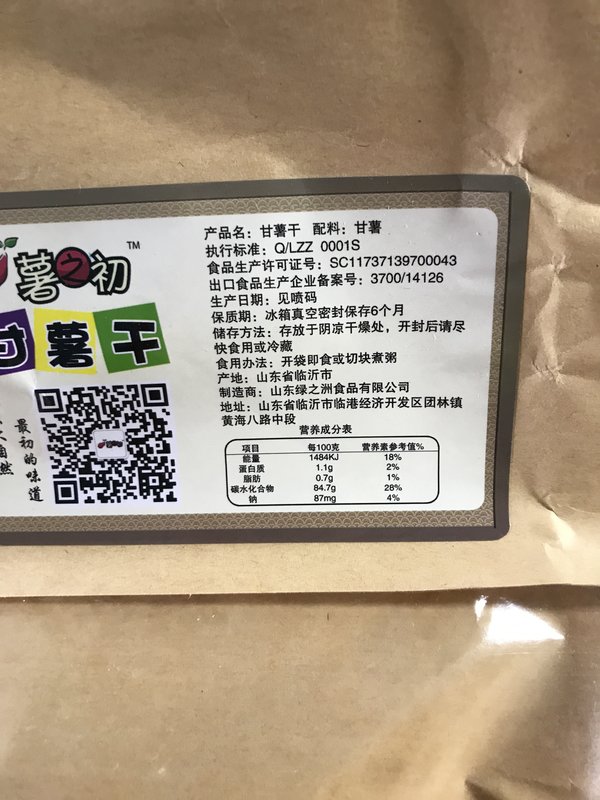 薯之初
TM
甘薯干
最初的味道
产品名：甘薯干 配料：甘薯
执行标准：Q/LZZ 0001S
食品生产许可证号：SC11737139700043
出口食品生产企业备案号：3700/14126
生产日期：见喷码
保质期：冰箱真空密封保存6个月
储存方法：存放于阴凉干燥处，开封后请尽
快食用或冷藏
食用办法：开袋即食或切块煮粥
产地：山东省临沂市
制造商：山东绿之洲食品有限公司
地址：山东省临沂市临港经济开发区团林镇
黄海八路中段
营养成分表
项目 每100克 营养素参考值%
能量 1484KJ 18%
蛋白质 1.1g 2%
脂肪 0.7g 1%
碳水化合物 84.7g 28%
钠 87mg 4%